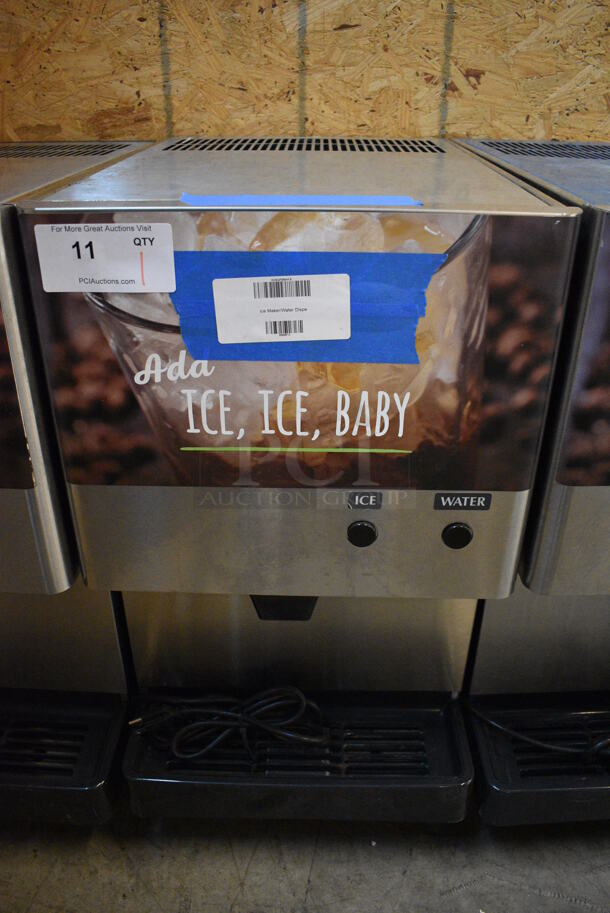 For More Great Auctions Visit
11 QTY
PCIAuctions.com 1
Ice Maker/Water Dispe
Ada
ICE, ICE, BABY
PCI
AUCTION GROUP
ICE WATER